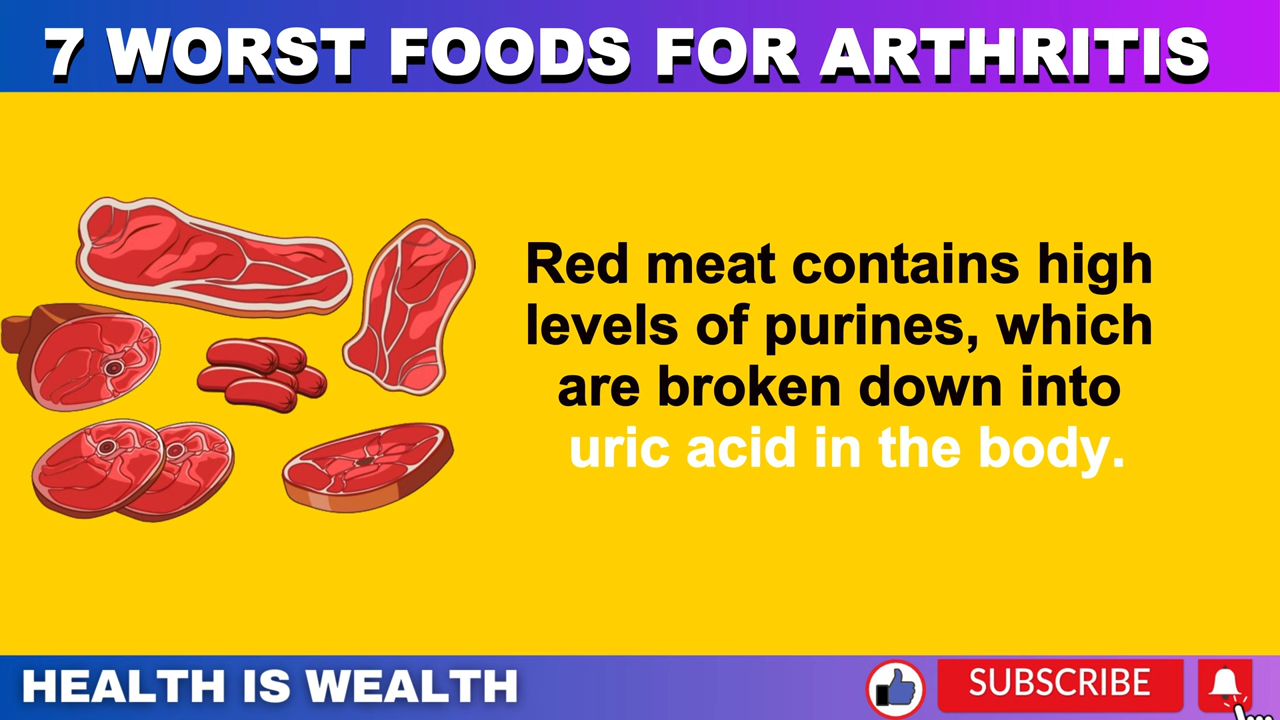 7 WORST FOODS FOR ARTHRITIS
Red meat contains high
levels of purines, which
are broken down into
uric acid in the body.
HEALTH IS WEALTH
SUBSCRIBE